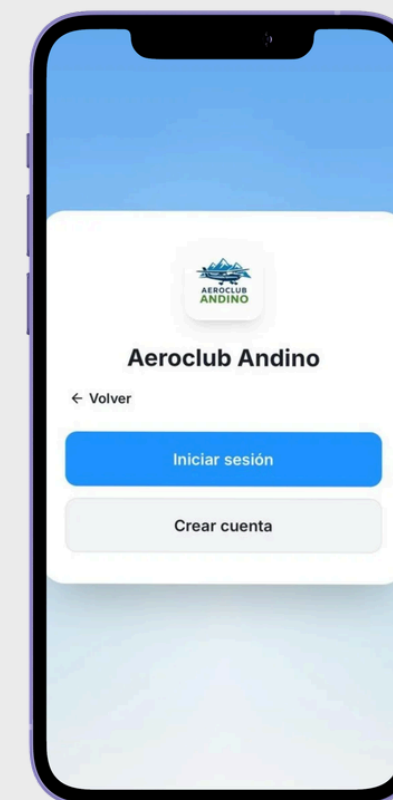 AEROCLUB
ANDINO
Aeroclub Andino
← Volver
Iniciar sesión
Crear cuenta